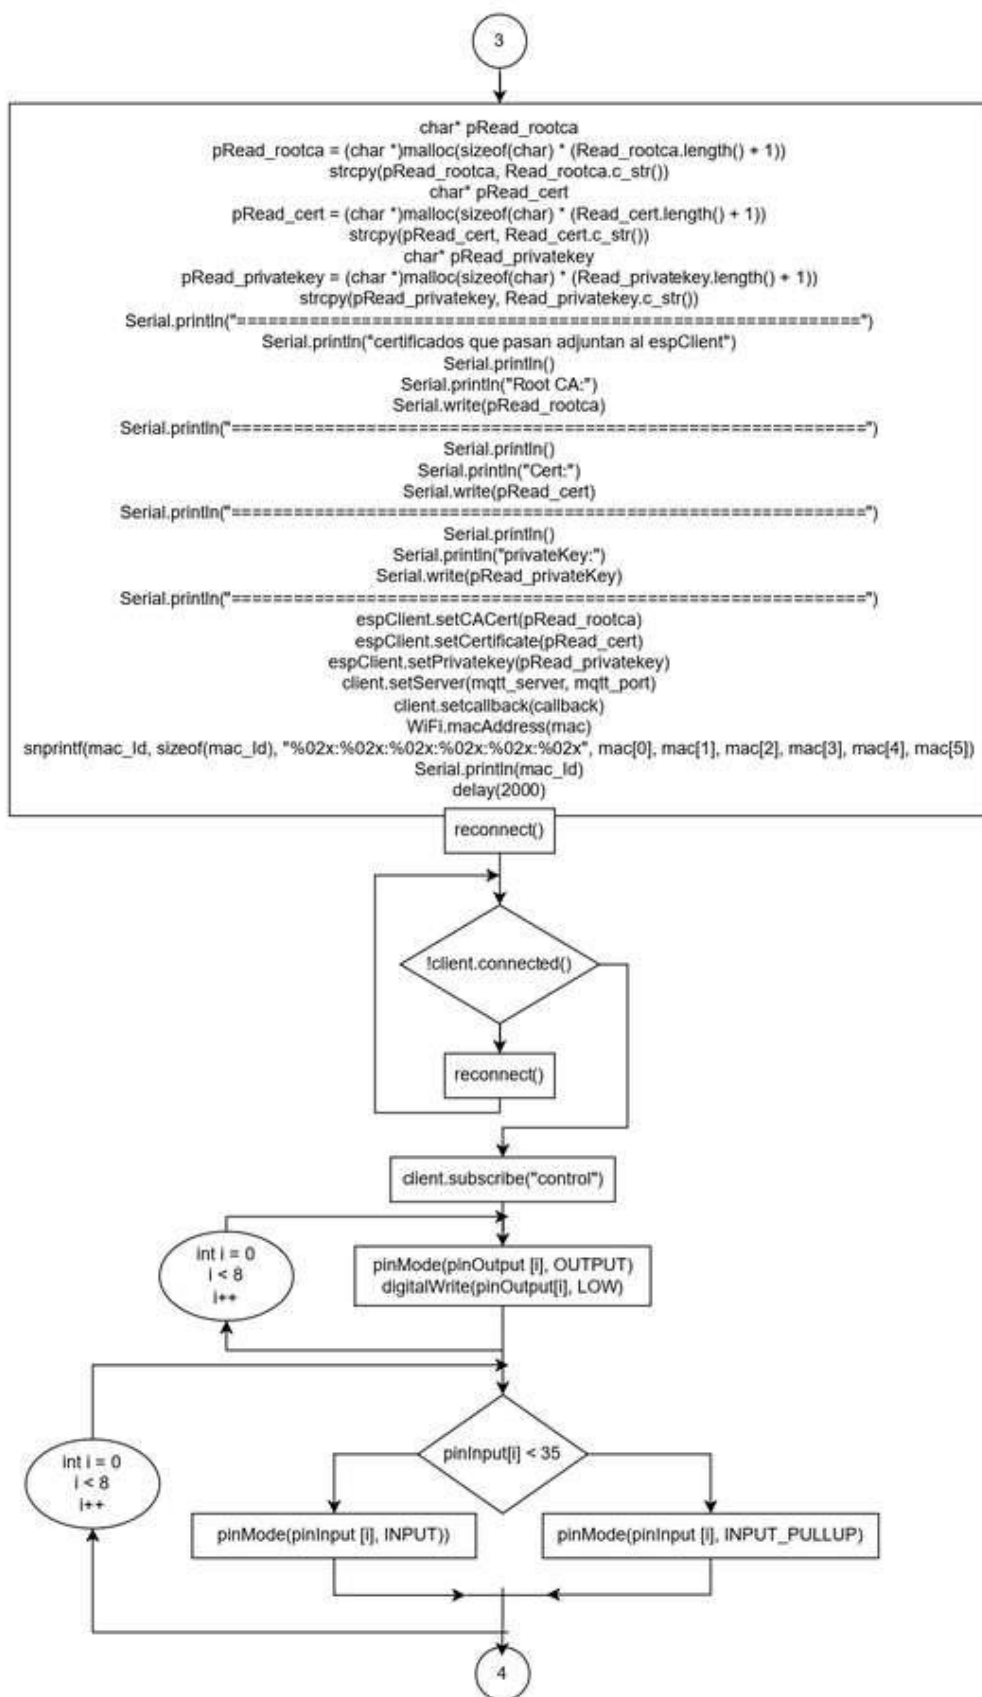 3
char* pRead_rootca
pRead_rootca = (char *)malloc(sizeof(char) * (Read_rootca.length() + 1))
strcpy(pRead_rootca, Read_rootca.c_str())
char* pRead_cert
pRead_cert = (char *)malloc(sizeof(char) * (Read_cert.length() + 1))
strcpy(pRead_cert, Read_cert.c_str())
char* pRead_privatekey
pRead_privatekey = (char *)malloc(sizeof(char) * (Read_privatekey.length() + 1))
strcpy(pRead_privatekey, Read_privatekey.c_str())
Serial.println("============================================================")
Serial.println("certificados que pasan adjuntan al espClient")
Serial.println()
Serial.println("Root CA:")
Serial.write(pRead_rootca)
Serial.println("=============================================================")
Serial.println()
Serial.println("Cert:")
Serial.write(pRead_cert)
Serial.println("=============================================================")
Serial.println()
Serial.println("privateKey:")
Serial.write(pRead_privateKey)
Serial.println("=============================================================")
espClient.setCACert(pRead_rootca)
espClient.setCertificate(pRead_cert)
espClient.setPrivatekey(pRead_privatekey)
client.setServer(mqtt_server, mqtt_port)
client.setcallback(callback)
WiFi.macAddress(mac)
snprintf(mac_Id, sizeof(mac_Id), "%02x:%02x:%02x:%02x:%02x:%02x", mac[0], mac[1], mac[2], mac[3], mac[4], mac[5])
Serial.println(mac_Id)
delay(2000)
reconnect()
!client.connected()
reconnect()
client.subscribe("control")
int i = 0
i < 8
i++
pinMode(pinOutput [i], OUTPUT)
digitalWrite(pinOutput[i], LOW)
int i = 0
i < 8
i++
pinInput[i] < 35
pinMode(pinInput [i], INPUT))
pinMode(pinInput [i], INPUT_PULLUP)
4